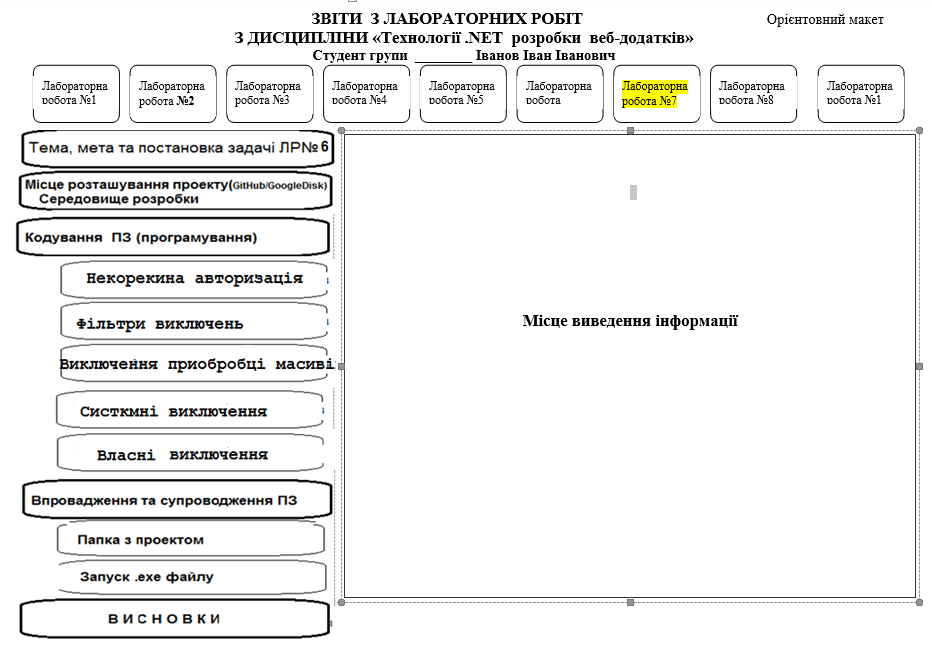 ЗВІТИ З ЛАБОРАТОРНИХ РОБІТ
Орієнтовний макет
З ДИСЦИПЛІНИ «Технології .NET розробки веб-додатків»
Студент групи ________ Іванов Іван Іванович
Лабораторна
робота №1
Лабораторна
робота №2
Лабораторна
робота №3
Лабораторна
робота №4
Лабораторна
робота №5
Лабораторна
робота
Лабораторна
робота №7
Лабораторна
робота №8
Лабораторна
робота №1
Тема, мета та постановка задачі ЛР№ 6
Місце розташування проекту(GitHub/GoogleDisk)
Середовище розробки
Кодування ПЗ (програмування)
Некорекина авторизація
Фільтри виключень
Виключення приобробці масиві
Систкмні виключення
Власні виключення
Впровадження та супроводження ПЗ
Папка з проектом
Запуск .exe файлу
В И С Н О В К И
Місце виведення інформації